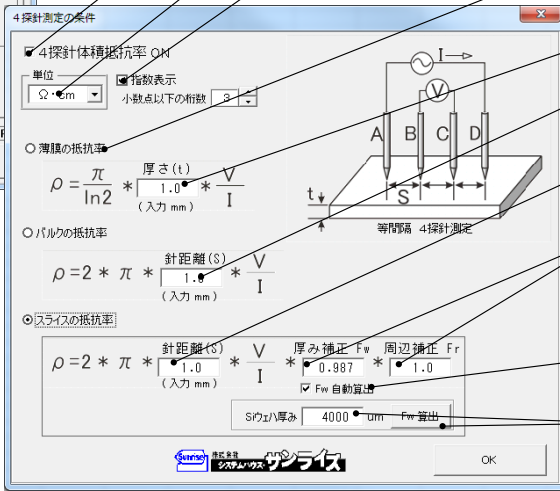 4探針測定の条件
4探針体積抵抗率 ON
単位
Ω・cm
指数表示
小数点以下の桁数 3
I
V
A B C D
S
t
等間隔 4探針測定
薄膜の抵抗率
厚さ(t)
ρ = π / ln2 * 1.0 * V / I
(入力 mm)
バルクの抵抗率
針距離(S)
ρ = 2 * π * 1.0 * V / I
(入力 mm)
スライスの抵抗率
針距離(S) 厚み補正 Fw 周辺補正 Fr
ρ = 2 * π * 1.0 * V / I * 0.987 * 1.0
(入力 mm)
Fw 自動算出
Siウェハ厚み 4000 um Fw 算出
Sunrise 株式会社 システムハウス・サンライズ
OK